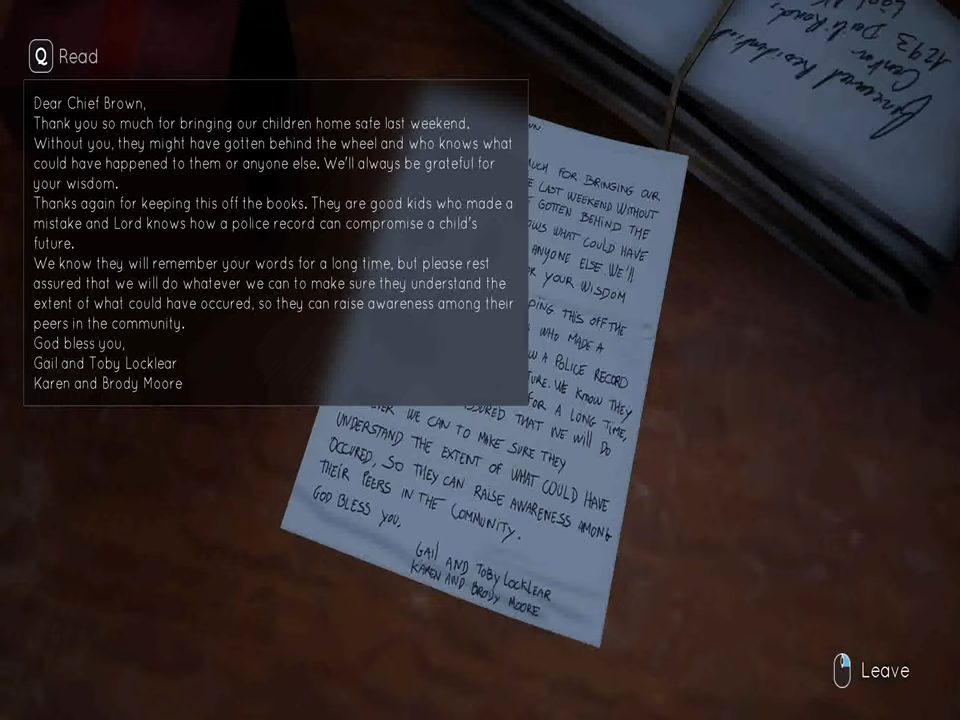 Q Read
Dear Chief Brown,
Thank you so much for bringing our children home safe last weekend.
Without you, they might have gotten behind the wheel and who knows what
could have happened to them or anyone else. We'll always be grateful for
your wisdom.
Thanks again for keeping this off the books. They are good kids who made a
mistake and Lord knows how a police record can compromise a child's
future.
We know they will remember your words for a long time, but please rest
assured that we will do whatever we can to make sure they understand the
extent of what could have occured, so they can raise awareness among their
peers in the community.
God bless you,
Gail and Toby Locklear
Karen and Brody Moore
UCH FOR BRINGING OUR
LAST WEEKEND WITHOUT
GOTTEN BEHIND THE
WHAT COULD HAVE
ANYONE ELSE. WE'LL
YOUR WISDOM
PING THIS OFF THE
WHO MADE A
A POLICE RECORD
TURE. WE KNOW THEY
FOR A LONG TIME,
SURED THAT WE WILL DO
WE CAN TO MAKE SURE THEY
UNDERSTAND THE EXTENT OF WHAT COULD HAVE
OCCURED, SO THEY CAN RAISE AWARENESS AMONG
THEIR PEERS IN THE COMMUNITY.
GOD BLESS YOU,
GAIL AND TOBY LOCKLEAR
KAREN AND BRODY MOORE
1293
Leave